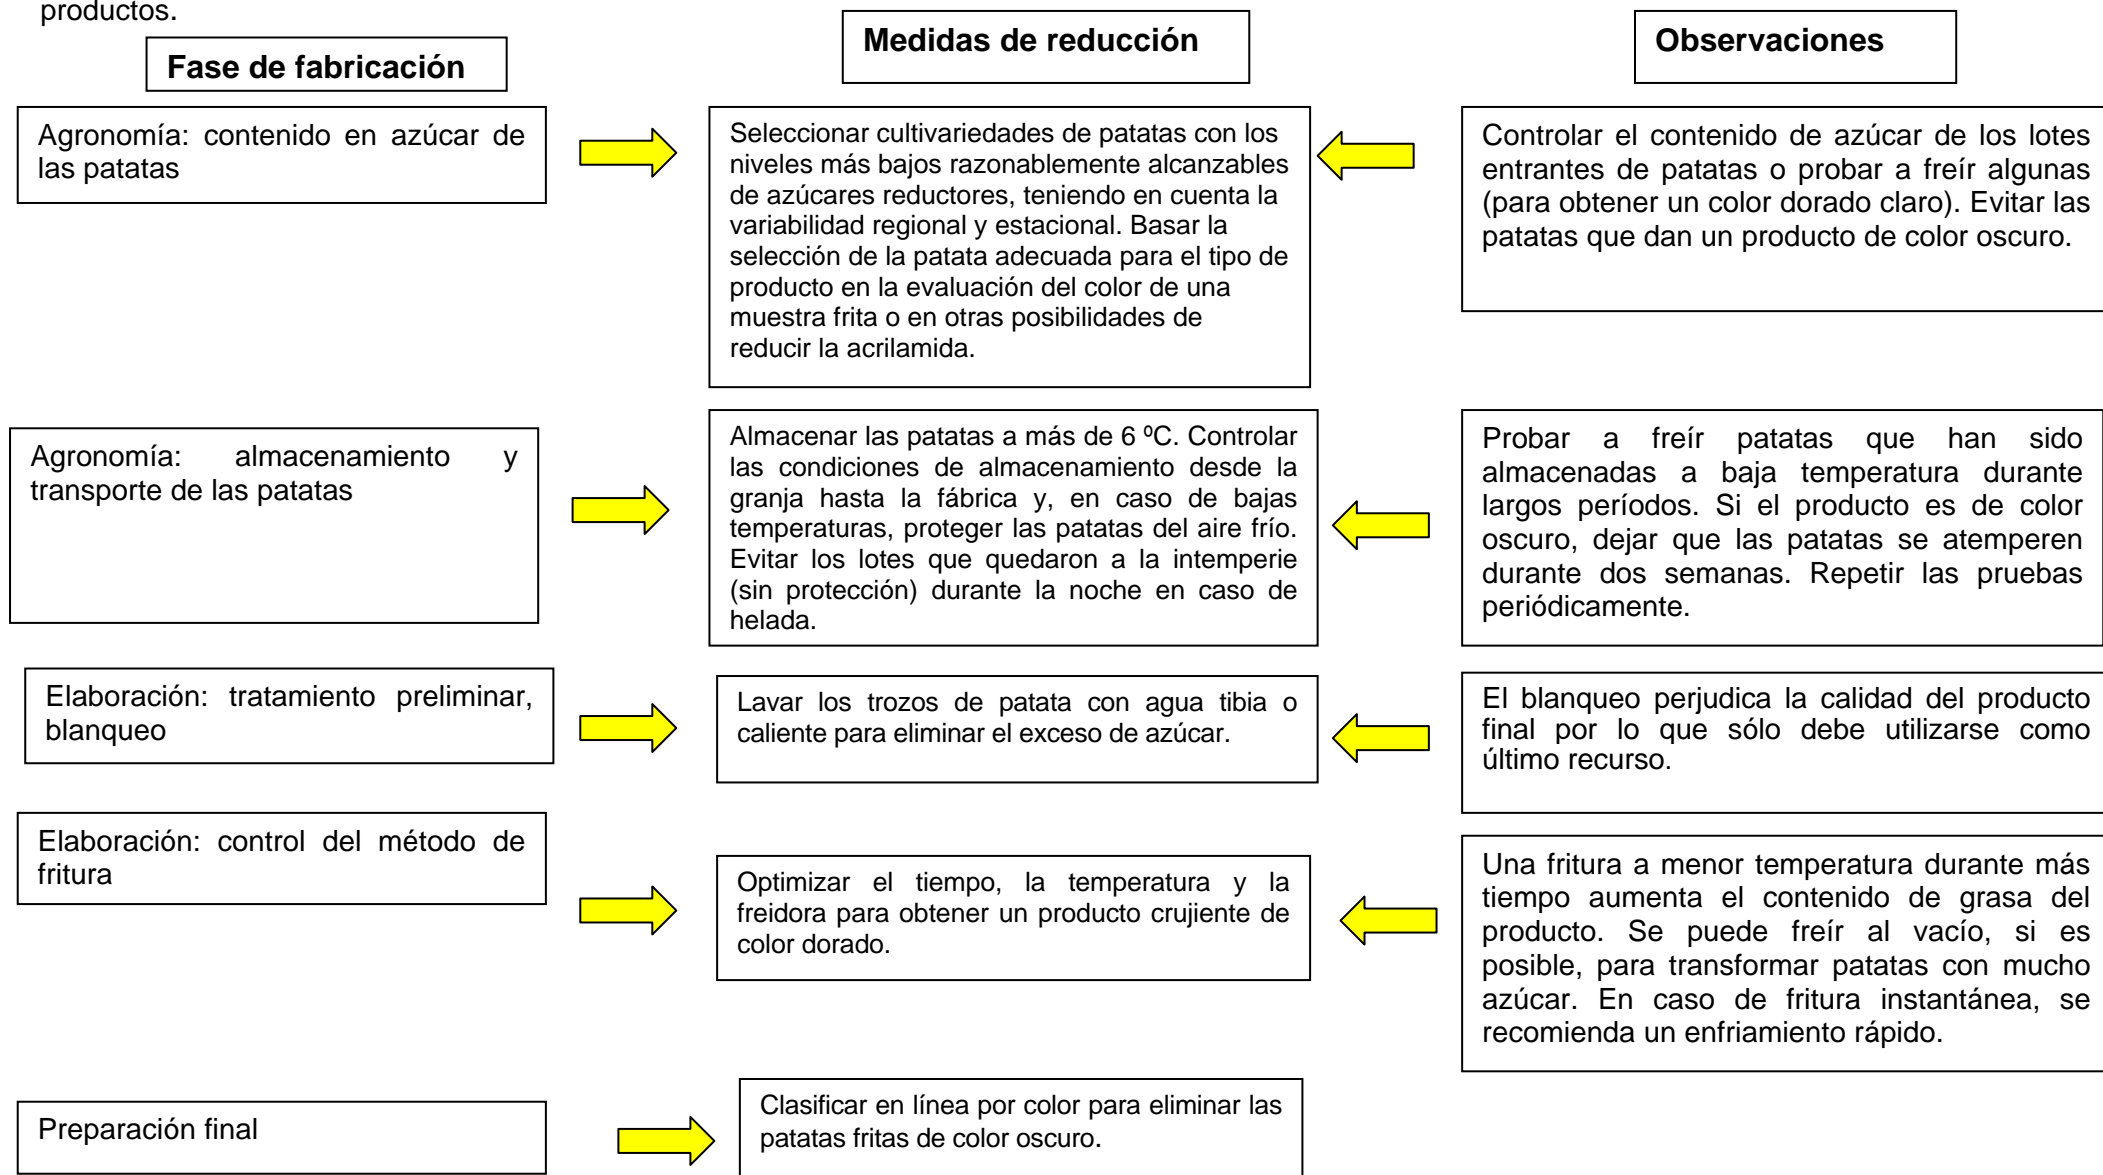 productos.
Fase de fabricación
Medidas de reducción
Observaciones
Agronomía: contenido en azúcar de
las patatas
Seleccionar cultivariedades de patatas con los
niveles más bajos razonablemente alcanzables
de azúcares reductores, teniendo en cuenta la
variabilidad regional y estacional. Basar la
selección de la patata adecuada para el tipo de
producto en la evaluación del color de una
muestra frita o en otras posibilidades de
reducir la acrilamida.
Controlar el contenido de azúcar de los lotes
entrantes de patatas o probar a freír algunas
(para obtener un color dorado claro). Evitar las
patatas que dan un producto de color oscuro.
Agronomía: almacenamiento y
transporte de las patatas
Almacenar las patatas a más de 6 ºC. Controlar
las condiciones de almacenamiento desde la
granja hasta la fábrica y, en caso de bajas
temperaturas, proteger las patatas del aire frío.
Evitar los lotes que quedaron a la intemperie
(sin protección) durante la noche en caso de
helada.
Probar a freír patatas que han sido
almacenadas a baja temperatura durante
largos períodos. Si el producto es de color
oscuro, dejar que las patatas se atemperen
durante dos semanas. Repetir las pruebas
periódicamente.
Elaboración: tratamiento preliminar,
blanqueo
Lavar los trozos de patata con agua tibia o
caliente para eliminar el exceso de azúcar.
El blanqueo perjudica la calidad del producto
final por lo que sólo debe utilizarse como
último recurso.
Elaboración: control del método de
fritura
Optimizar el tiempo, la temperatura y la
freidora para obtener un producto crujiente de
color dorado.
Una fritura a menor temperatura durante más
tiempo aumenta el contenido de grasa del
producto. Se puede freír al vacío, si es
posible, para transformar patatas con mucho
azúcar. En caso de fritura instantánea, se
recomienda un enfriamiento rápido.
Preparación final
Clasificar en línea por color para eliminar las
patatas fritas de color oscuro.